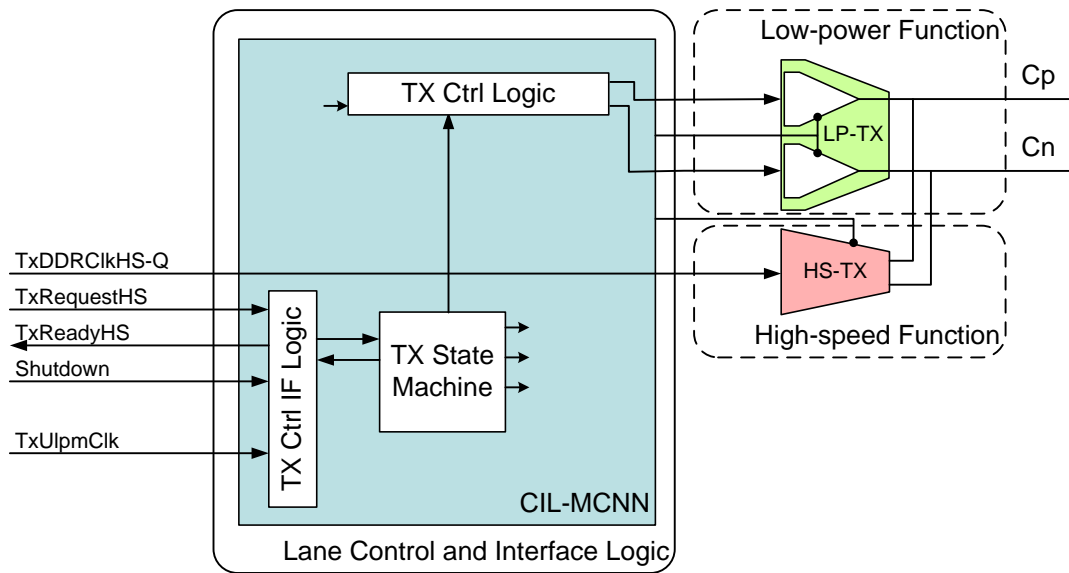 Low-power Function
Cp
TX Ctrl Logic
LP-TX
Cn
TxDDRClkHS-Q
HS-TX
TxRequestHS
TxReadyHS
High-speed Function
Shutdown
TX Ctrl IF Logic
TX State
Machine
TxUlpmClk
CIL-MCNN
Lane Control and Interface Logic